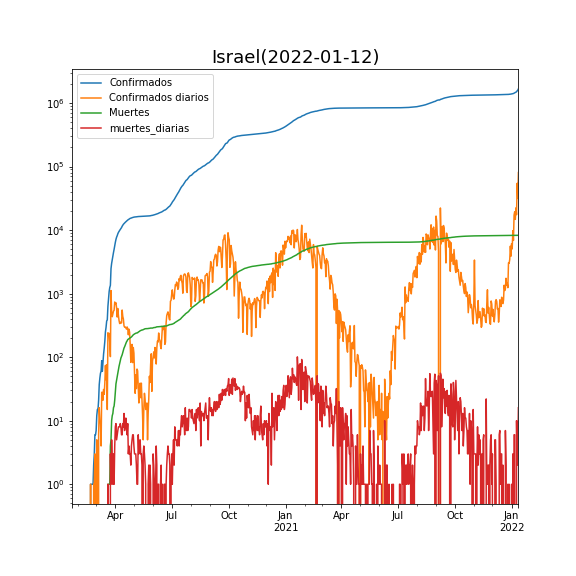 Israel(2022-01-12)
Confirmados
Confirmados diarios
Muertes
muertes_diarias
10⁶
10⁵
10⁴
10³
10²
10¹
10⁰
Apr Jul Oct Jan Apr Jul Oct Jan
2021 2022